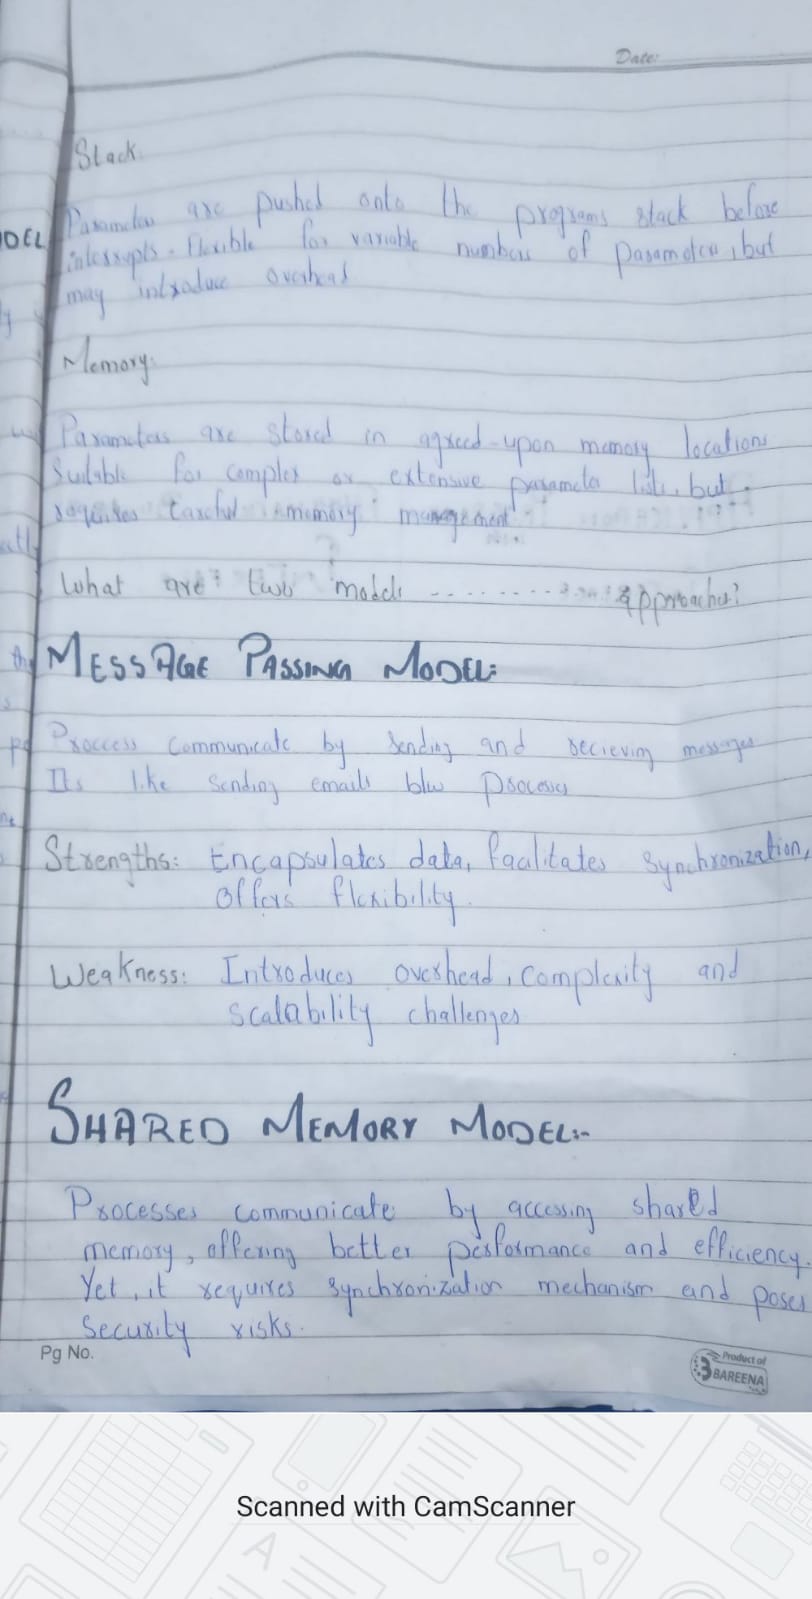 Date:
Stack.
Parameters are pushed onto the programs stack before
interrupts. Flexible for variable numbers of parameters, but
may introduce overhead
Memory:
Parameters are stored in agreed-upon memory locations
Suitable for complex or extensive parameter lists, but
requires careful memory management
What are two models ......... approaches?
MESSAGE PASSING MODEL:
Proccess communicate by sending and recieving messages
Its like sending emails b/w processes
Strengths: Encapsulates data, facilitates synchronization,
offers flexibility.
Weakness: Introduces overhead, complexity and
scalability challenges
SHARED MEMORY MODEL:-
Processes communicate by accessing shared
memory, offering better performance and efficiency.
Yet, it requires synchronization mechanism and poses
security risks.
Pg No.
Product of
BAREENA
Scanned with CamScanner